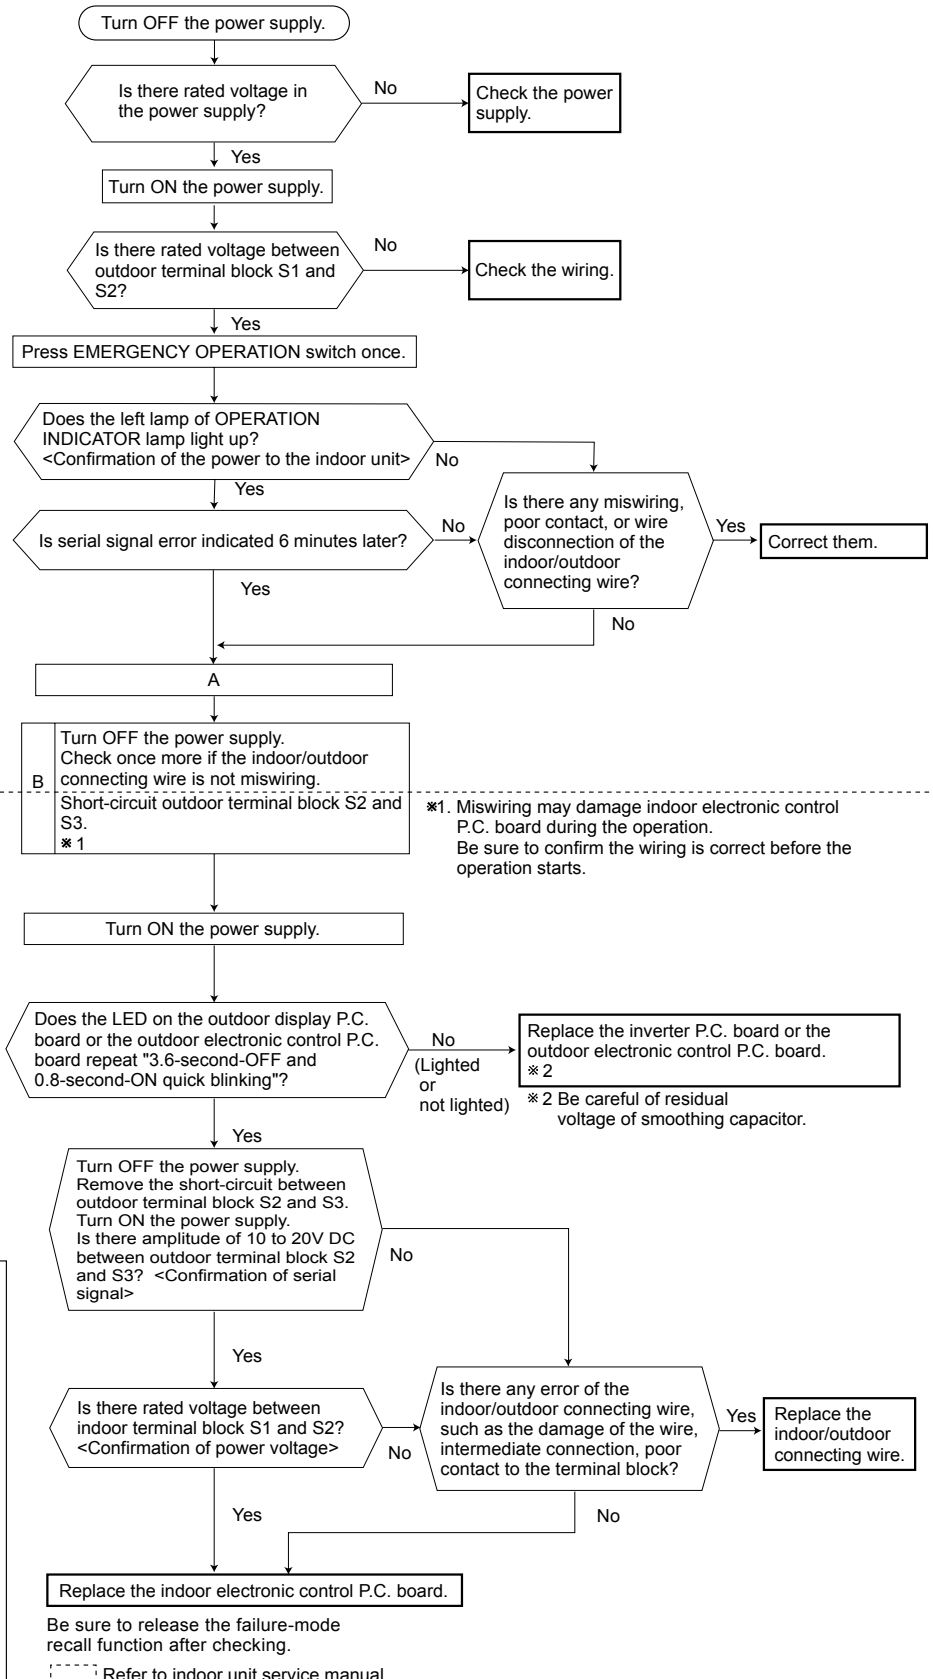 Turn OFF the power supply.
Is there rated voltage in
the power supply?
No
Check the power
supply.
Yes
Turn ON the power supply.
Is there rated voltage between
outdoor terminal block S1 and
S2?
No
Check the wiring.
Yes
Press EMERGENCY OPERATION switch once.
Does the left lamp of OPERATION
INDICATOR lamp light up?
<Confirmation of the power to the indoor unit>
No
Yes
Is serial signal error indicated 6 minutes later?
No
Is there any miswiring,
poor contact, or wire
disconnection of the
indoor/outdoor
connecting wire?
Yes
Correct them.
Yes
No
A
B
Turn OFF the power supply.
Check once more if the indoor/outdoor
connecting wire is not miswiring.
Short-circuit outdoor terminal block S2 and
S3.
※1
※1. Miswiring may damage indoor electronic control
P.C. board during the operation.
Be sure to confirm the wiring is correct before the
operation starts.
Turn ON the power supply.
Does the LED on the outdoor display P.C.
board or the outdoor electronic control P.C.
board repeat "3.6-second-OFF and
0.8-second-ON quick blinking"?
No
(Lighted
or
not lighted)
Replace the inverter P.C. board or the
outdoor electronic control P.C. board.
※2
※2 Be careful of residual
voltage of smoothing capacitor.
Yes
Turn OFF the power supply.
Remove the short-circuit between
outdoor terminal block S2 and S3.
Turn ON the power supply.
Is there amplitude of 10 to 20V DC
between outdoor terminal block S2
and S3? <Confirmation of serial
signal>
No
Yes
Is there rated voltage between
indoor terminal block S1 and S2?
<Confirmation of power voltage>
No
Is there any error of the
indoor/outdoor connecting wire,
such as the damage of the wire,
intermediate connection, poor
contact to the terminal block?
Yes
Replace the
indoor/outdoor
connecting wire.
Yes
No
Replace the indoor electronic control P.C. board.
Be sure to release the failure-mode
recall function after checking.
Refer to indoor unit service manual